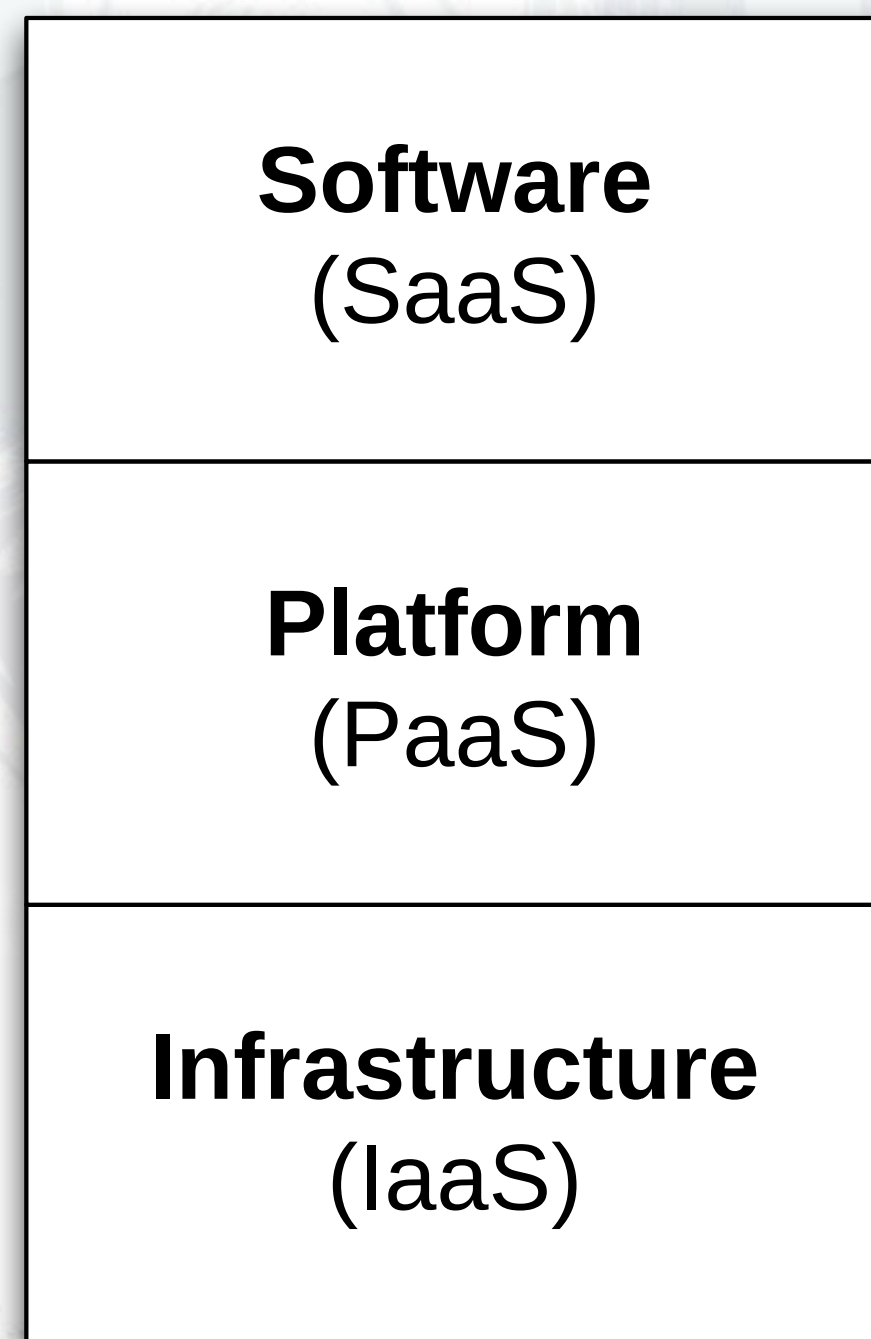 Software
(SaaS)
Platform
(PaaS)
Infrastructure
(IaaS)